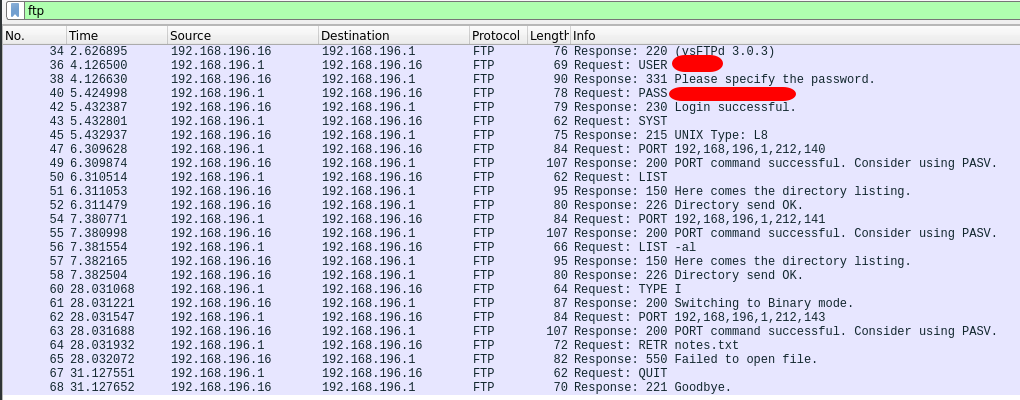 ftp
No. Time Source Destination Protocol Length Info
34 2.626895 192.168.196.16 192.168.196.1 FTP 76 Response: 220 (vsFTPd 3.0.3)
36 4.126500 192.168.196.1 192.168.196.16 FTP 69 Request: USER
38 4.126630 192.168.196.16 192.168.196.1 FTP 90 Response: 331 Please specify the password.
40 5.424998 192.168.196.1 192.168.196.16 FTP 78 Request: PASS
42 5.432387 192.168.196.16 192.168.196.1 FTP 79 Response: 230 Login successful.
43 5.432801 192.168.196.1 192.168.196.16 FTP 62 Request: SYST
45 5.432937 192.168.196.16 192.168.196.1 FTP 75 Response: 215 UNIX Type: L8
47 6.309628 192.168.196.1 192.168.196.16 FTP 84 Request: PORT 192,168,196,1,212,140
49 6.309874 192.168.196.16 192.168.196.1 FTP 107 Response: 200 PORT command successful. Consider using PASV.
50 6.310514 192.168.196.1 192.168.196.16 FTP 62 Request: LIST
51 6.311053 192.168.196.16 192.168.196.1 FTP 95 Response: 150 Here comes the directory listing.
52 6.311479 192.168.196.16 192.168.196.1 FTP 80 Response: 226 Directory send OK.
54 7.380771 192.168.196.1 192.168.196.16 FTP 84 Request: PORT 192,168,196,1,212,141
55 7.380998 192.168.196.16 192.168.196.1 FTP 107 Response: 200 PORT command successful. Consider using PASV.
56 7.381554 192.168.196.1 192.168.196.16 FTP 66 Request: LIST -al
57 7.382165 192.168.196.16 192.168.196.1 FTP 95 Response: 150 Here comes the directory listing.
58 7.382504 192.168.196.16 192.168.196.1 FTP 80 Response: 226 Directory send OK.
60 28.031068 192.168.196.1 192.168.196.16 FTP 64 Request: TYPE I
61 28.031221 192.168.196.16 192.168.196.1 FTP 87 Response: 200 Switching to Binary mode.
62 28.031547 192.168.196.1 192.168.196.16 FTP 84 Request: PORT 192,168,196,1,212,143
63 28.031688 192.168.196.16 192.168.196.1 FTP 107 Response: 200 PORT command successful. Consider using PASV.
64 28.031932 192.168.196.1 192.168.196.16 FTP 72 Request: RETR notes.txt
65 28.032072 192.168.196.16 192.168.196.1 FTP 82 Response: 550 Failed to open file.
67 31.127551 192.168.196.1 192.168.196.16 FTP 62 Request: QUIT
68 31.127652 192.168.196.16 192.168.196.1 FTP 70 Response: 221 Goodbye.